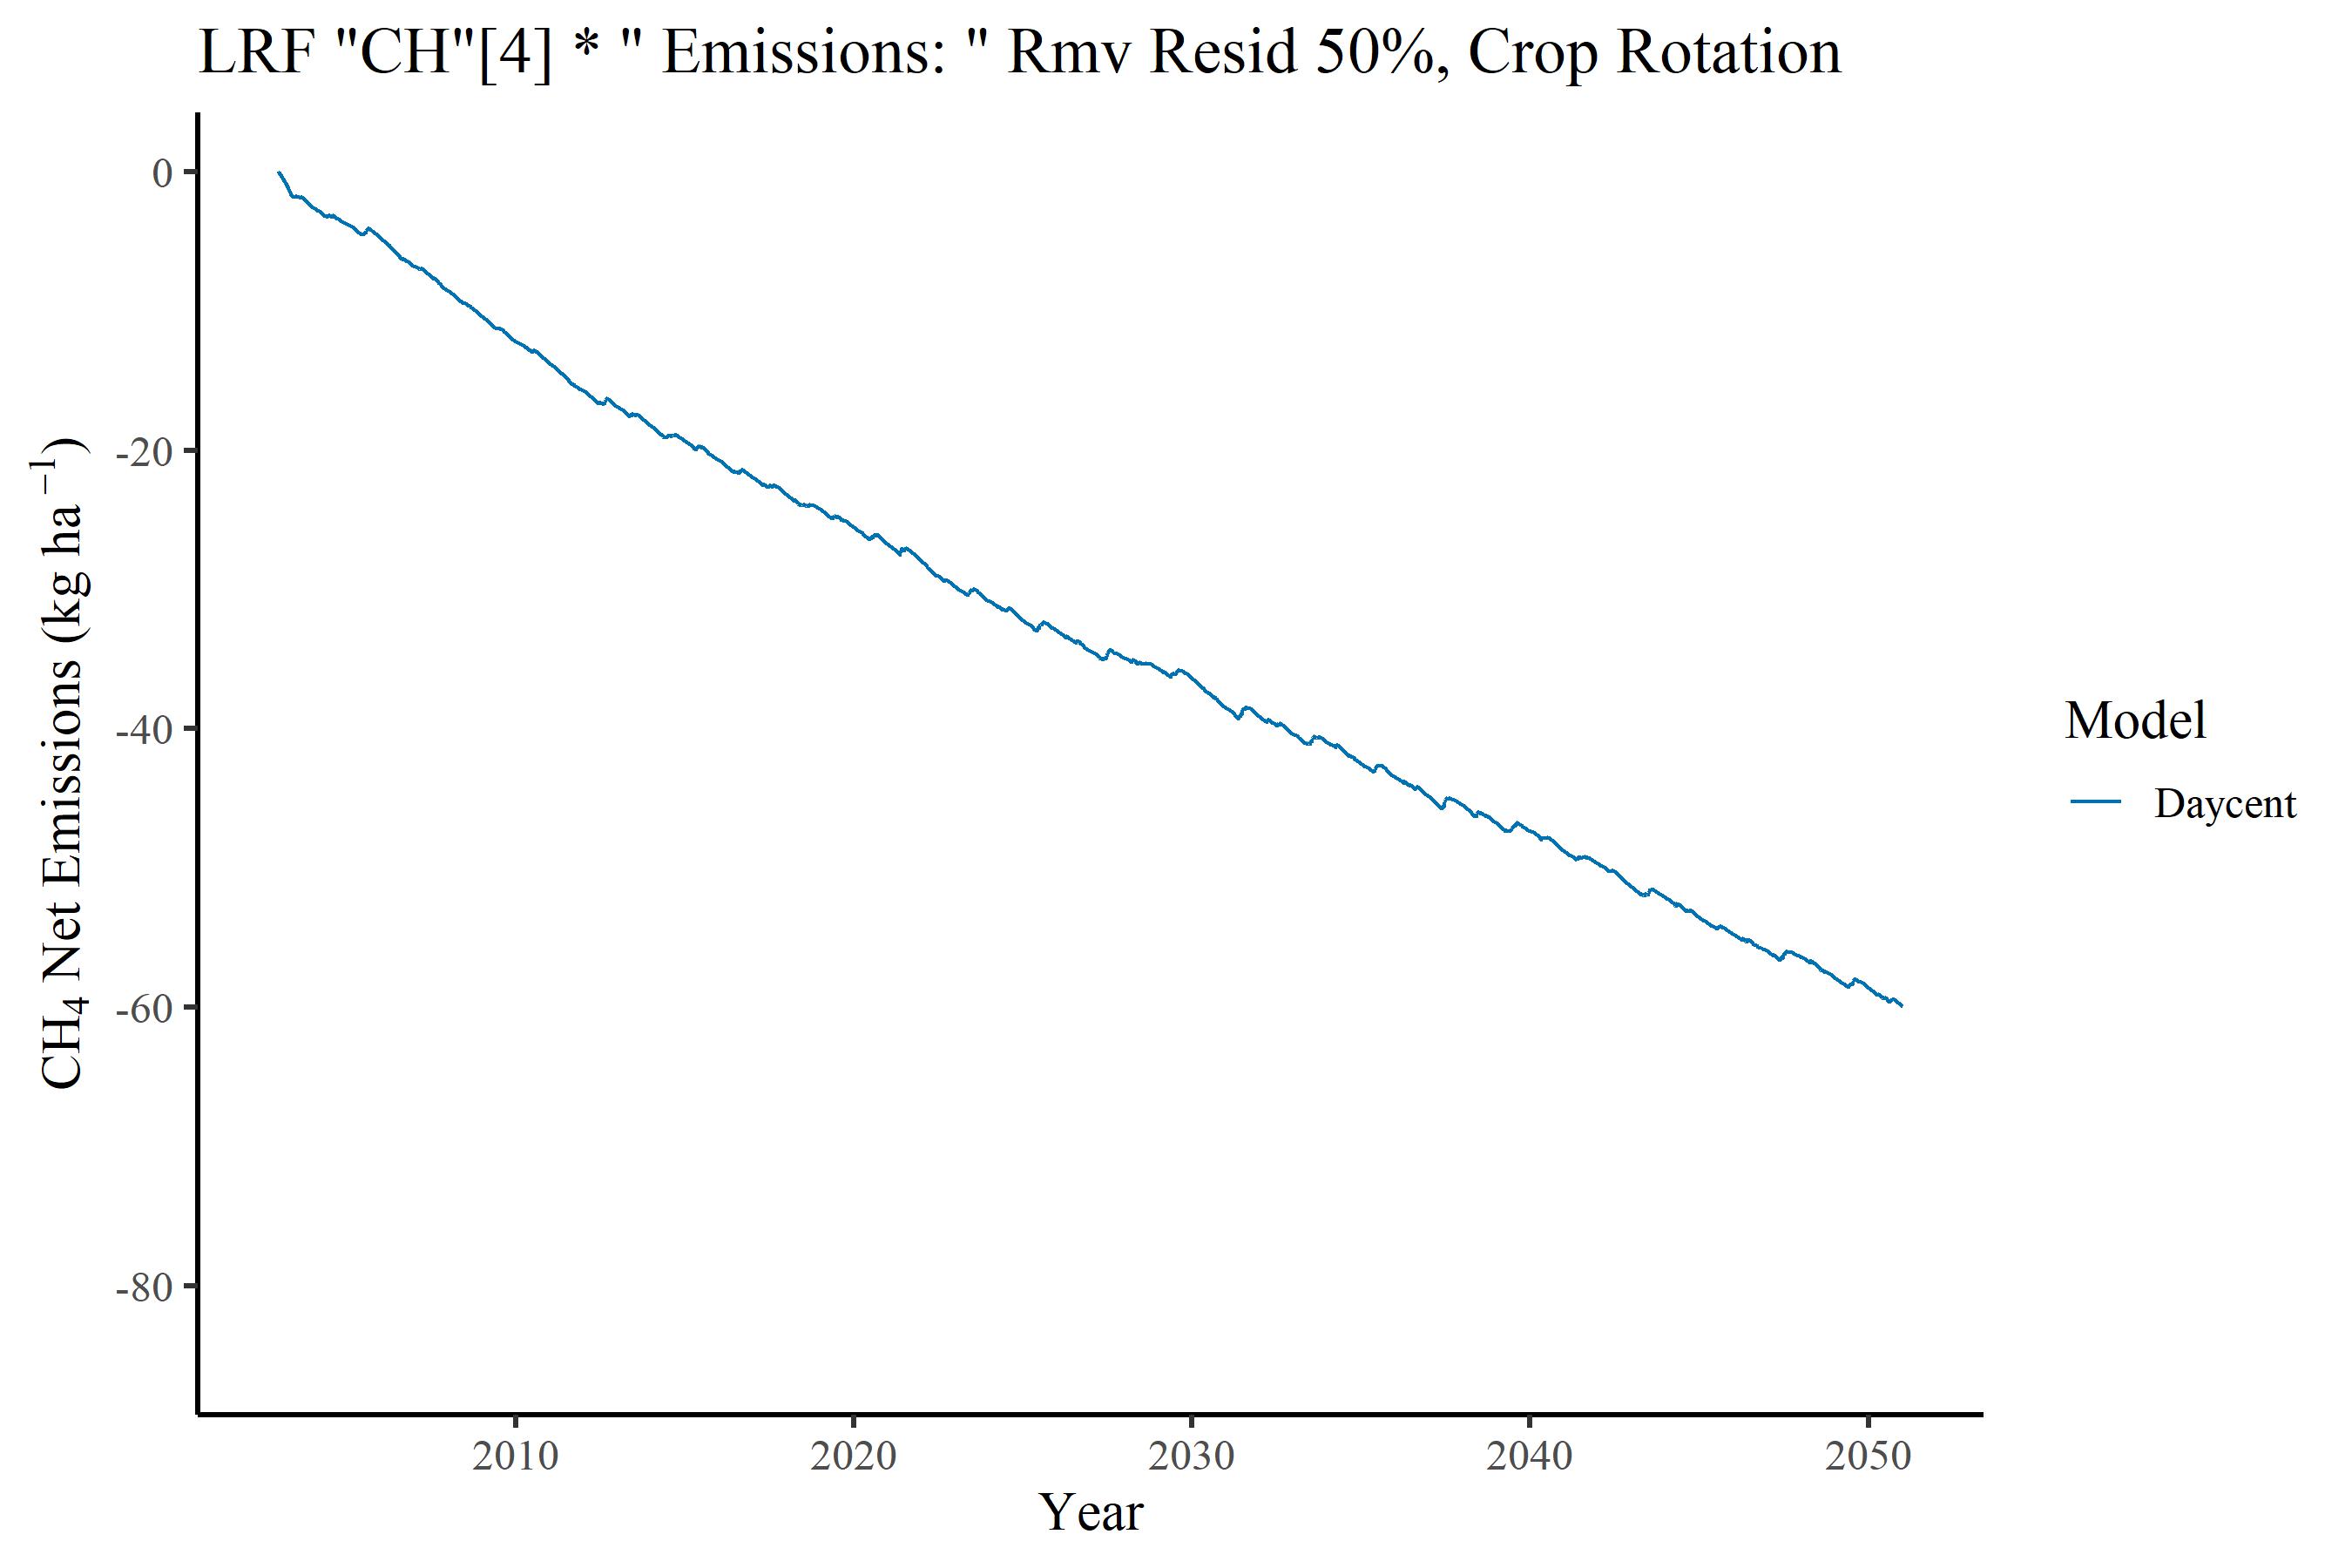 LRF "CH"[4] * " Emissions: " Rmv Resid 50%, Crop Rotation
CH₄ Net Emissions (kg ha ⁻¹)
0
-20
-40
-60
-80
2010 2020 2030 2040 2050
Year
Model
Daycent